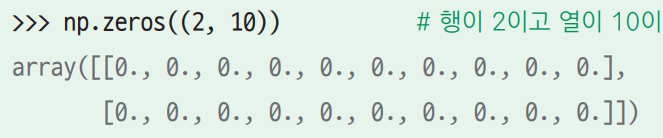 >>> np.zeros((2, 10)) # 행이 2이고 열이 10이
array([[0., 0., 0., 0., 0., 0., 0., 0., 0., 0.],
[0., 0., 0., 0., 0., 0., 0., 0., 0., 0.]])